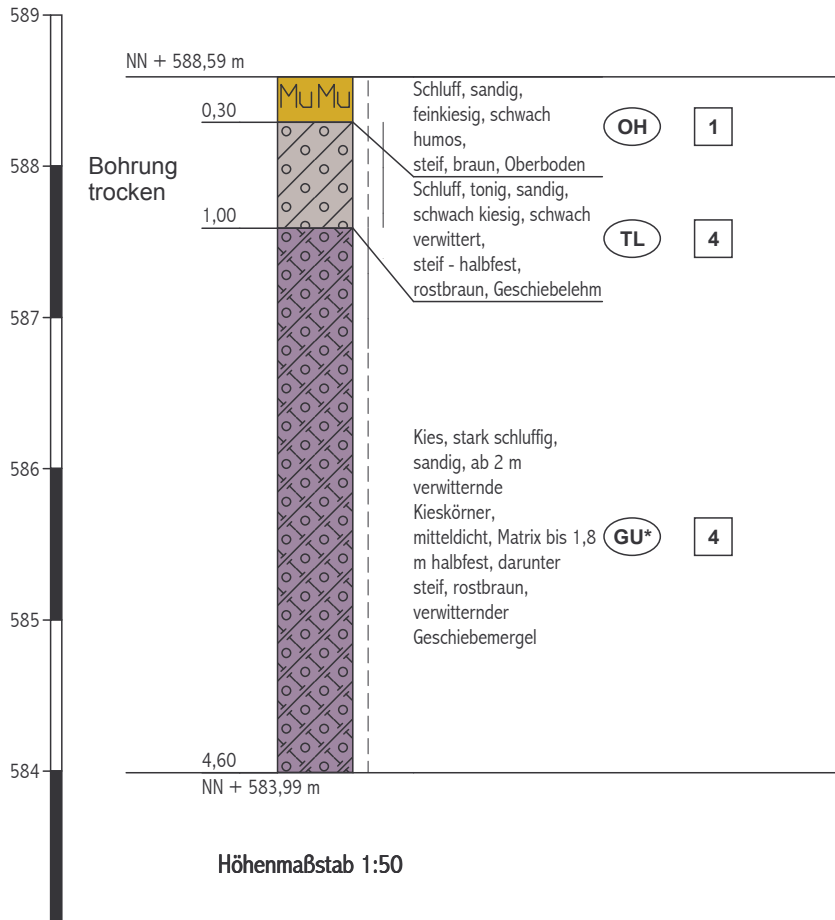 589
NN + 588,59 m
MuMu
0,30
Schluff, sandig,
feinkiesig, schwach
humos,
steif, braun, Oberboden
OH
1
588
Bohrung
trocken
1,00
Schluff, tonig, sandig,
schwach kiesig, schwach
verwittert,
steif - halbfest,
rostbraun, Geschiebelehm
TL
4
587
586
Kies, stark schluffig,
sandig, ab 2 m
verwitternde
Kieskörner,
mitteldicht, Matrix bis 1,8
m halbfest, darunter
steif, rostbraun,
verwitternder
Geschiebemergel
GU*
4
585
584
4,60
NN + 583,99 m
Höhenmaßstab 1:50